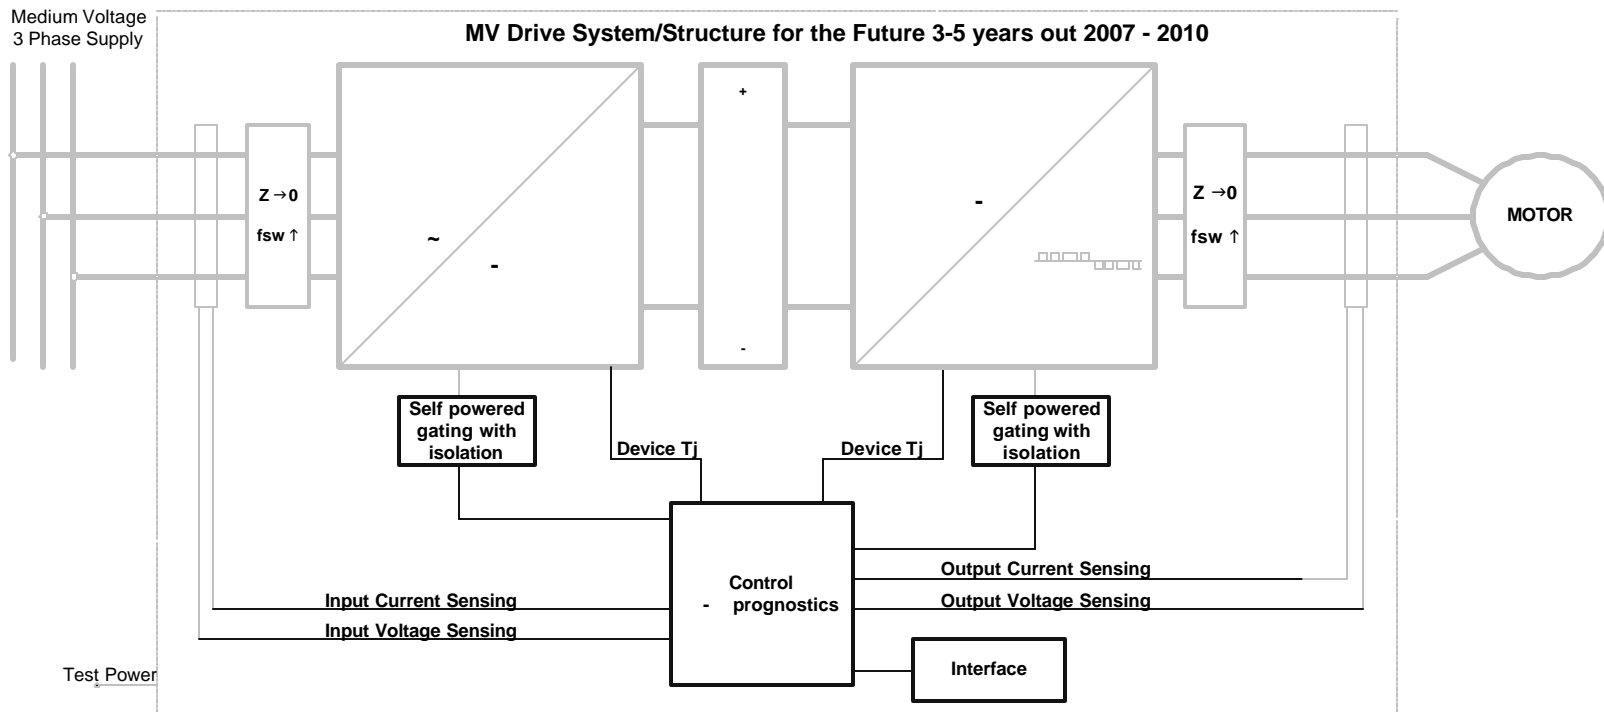 Medium Voltage
3 Phase Supply
MV Drive System/Structure for the Future 3-5 years out 2007 - 2010
+
-
Z →0
fsw ↑
~
-
-
Z →0
fsw ↑
MOTOR
Self powered
gating with
isolation
Device Tj
Device Tj
Self powered
gating with
isolation
Control
- prognostics
Output Current Sensing
Output Voltage Sensing
Input Current Sensing
Input Voltage Sensing
Interface
Test Power